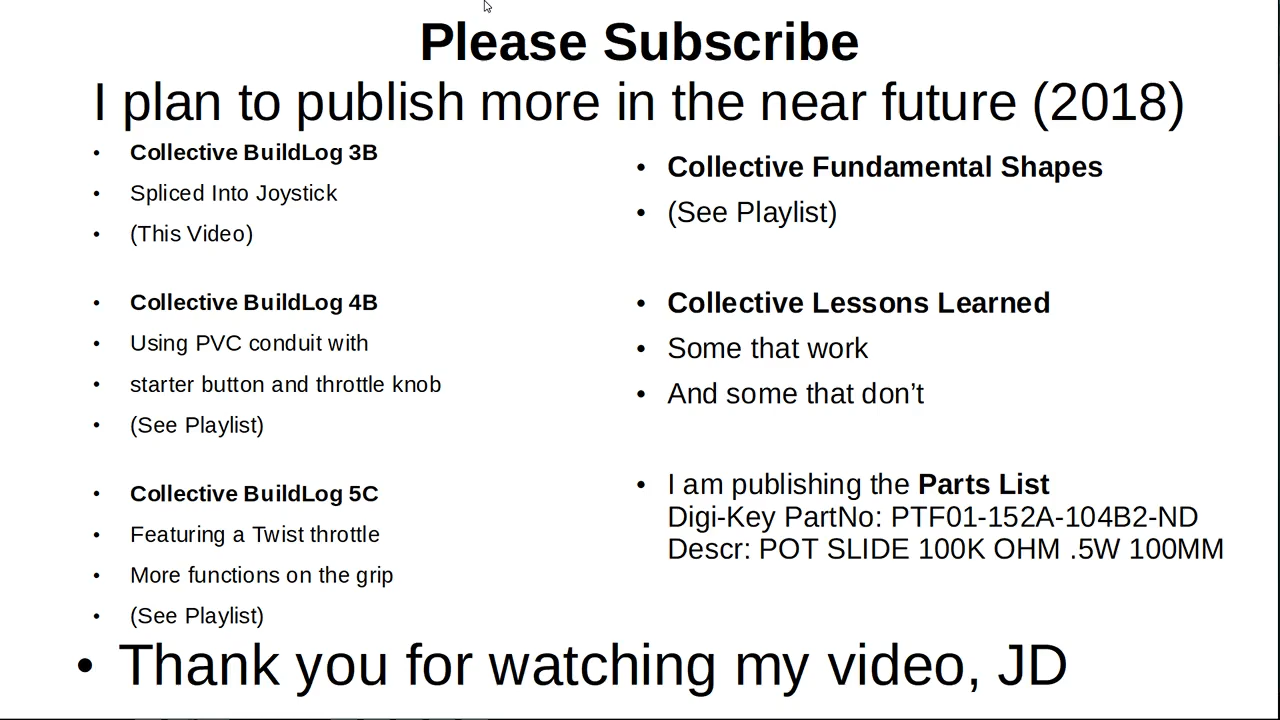 Please Subscribe
I plan to publish more in the near future (2018)
• Collective BuildLog 3B
• Spliced Into Joystick
• (This Video)
• Collective BuildLog 4B
• Using PVC conduit with
• starter button and throttle knob
• (See Playlist)
• Collective BuildLog 5C
• Featuring a Twist throttle
• More functions on the grip
• (See Playlist)
• Collective Fundamental Shapes
• (See Playlist)
• Collective Lessons Learned
• Some that work
• And some that don’t
• I am publishing the Parts List
Digi-Key PartNo: PTF01-152A-104B2-ND
Descr: POT SLIDE 100K OHM .5W 100MM
• Thank you for watching my video, JD